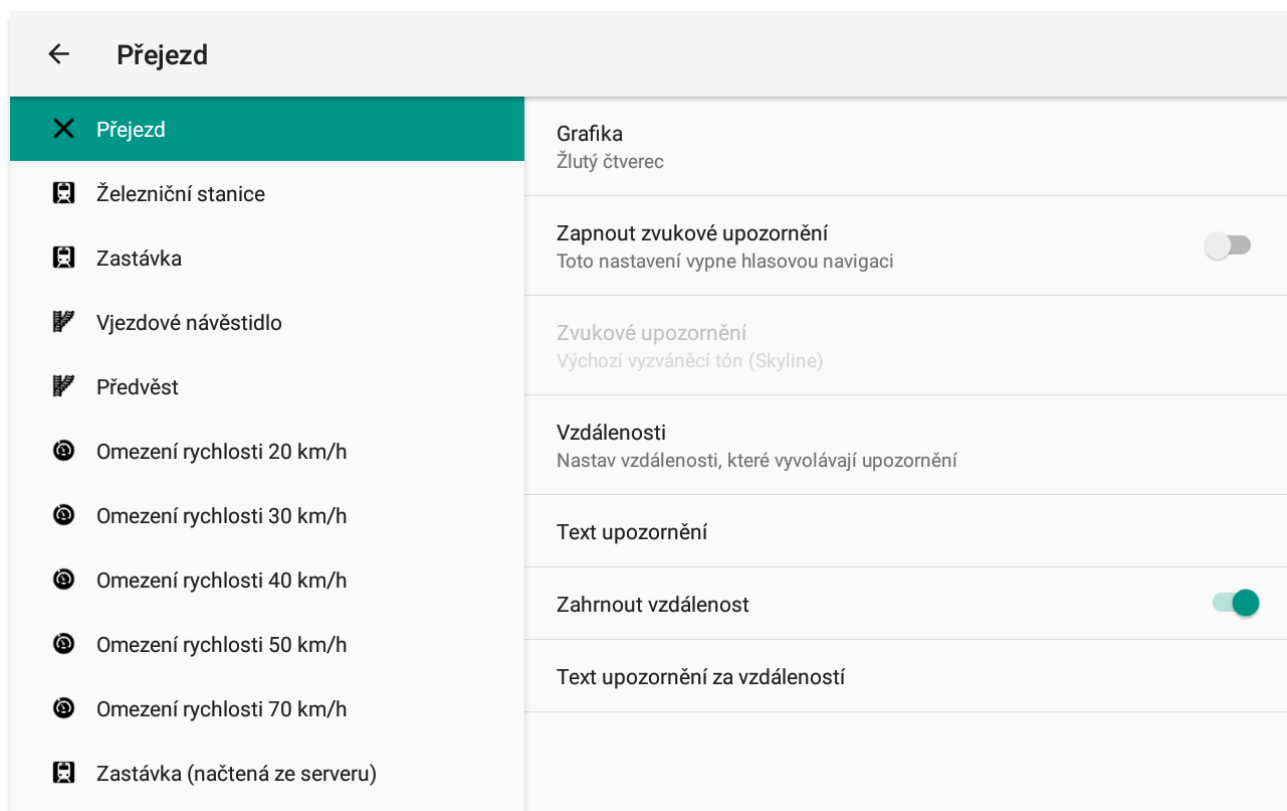 Přejezd
Přejezd
Železniční stanice
Zastávka
Vjezdové návěstidlo
Předvěst
Omezení rychlosti 20 km/h
Omezení rychlosti 30 km/h
Omezení rychlosti 40 km/h
Omezení rychlosti 50 km/h
Omezení rychlosti 70 km/h
Zastávka (načtená ze serveru)
Grafika
Žlutý čtverec
Zapnout zvukové upozornění
Toto nastavení vypne hlasovou navigaci
Zvukové upozornění
Výchozí vyzváněcí tón (Skyline)
Vzdálenosti
Nastav vzdálenosti, které vyvolávají upozornění
Text upozornění
Zahrnout vzdálenost
Text upozornění za vzdáleností